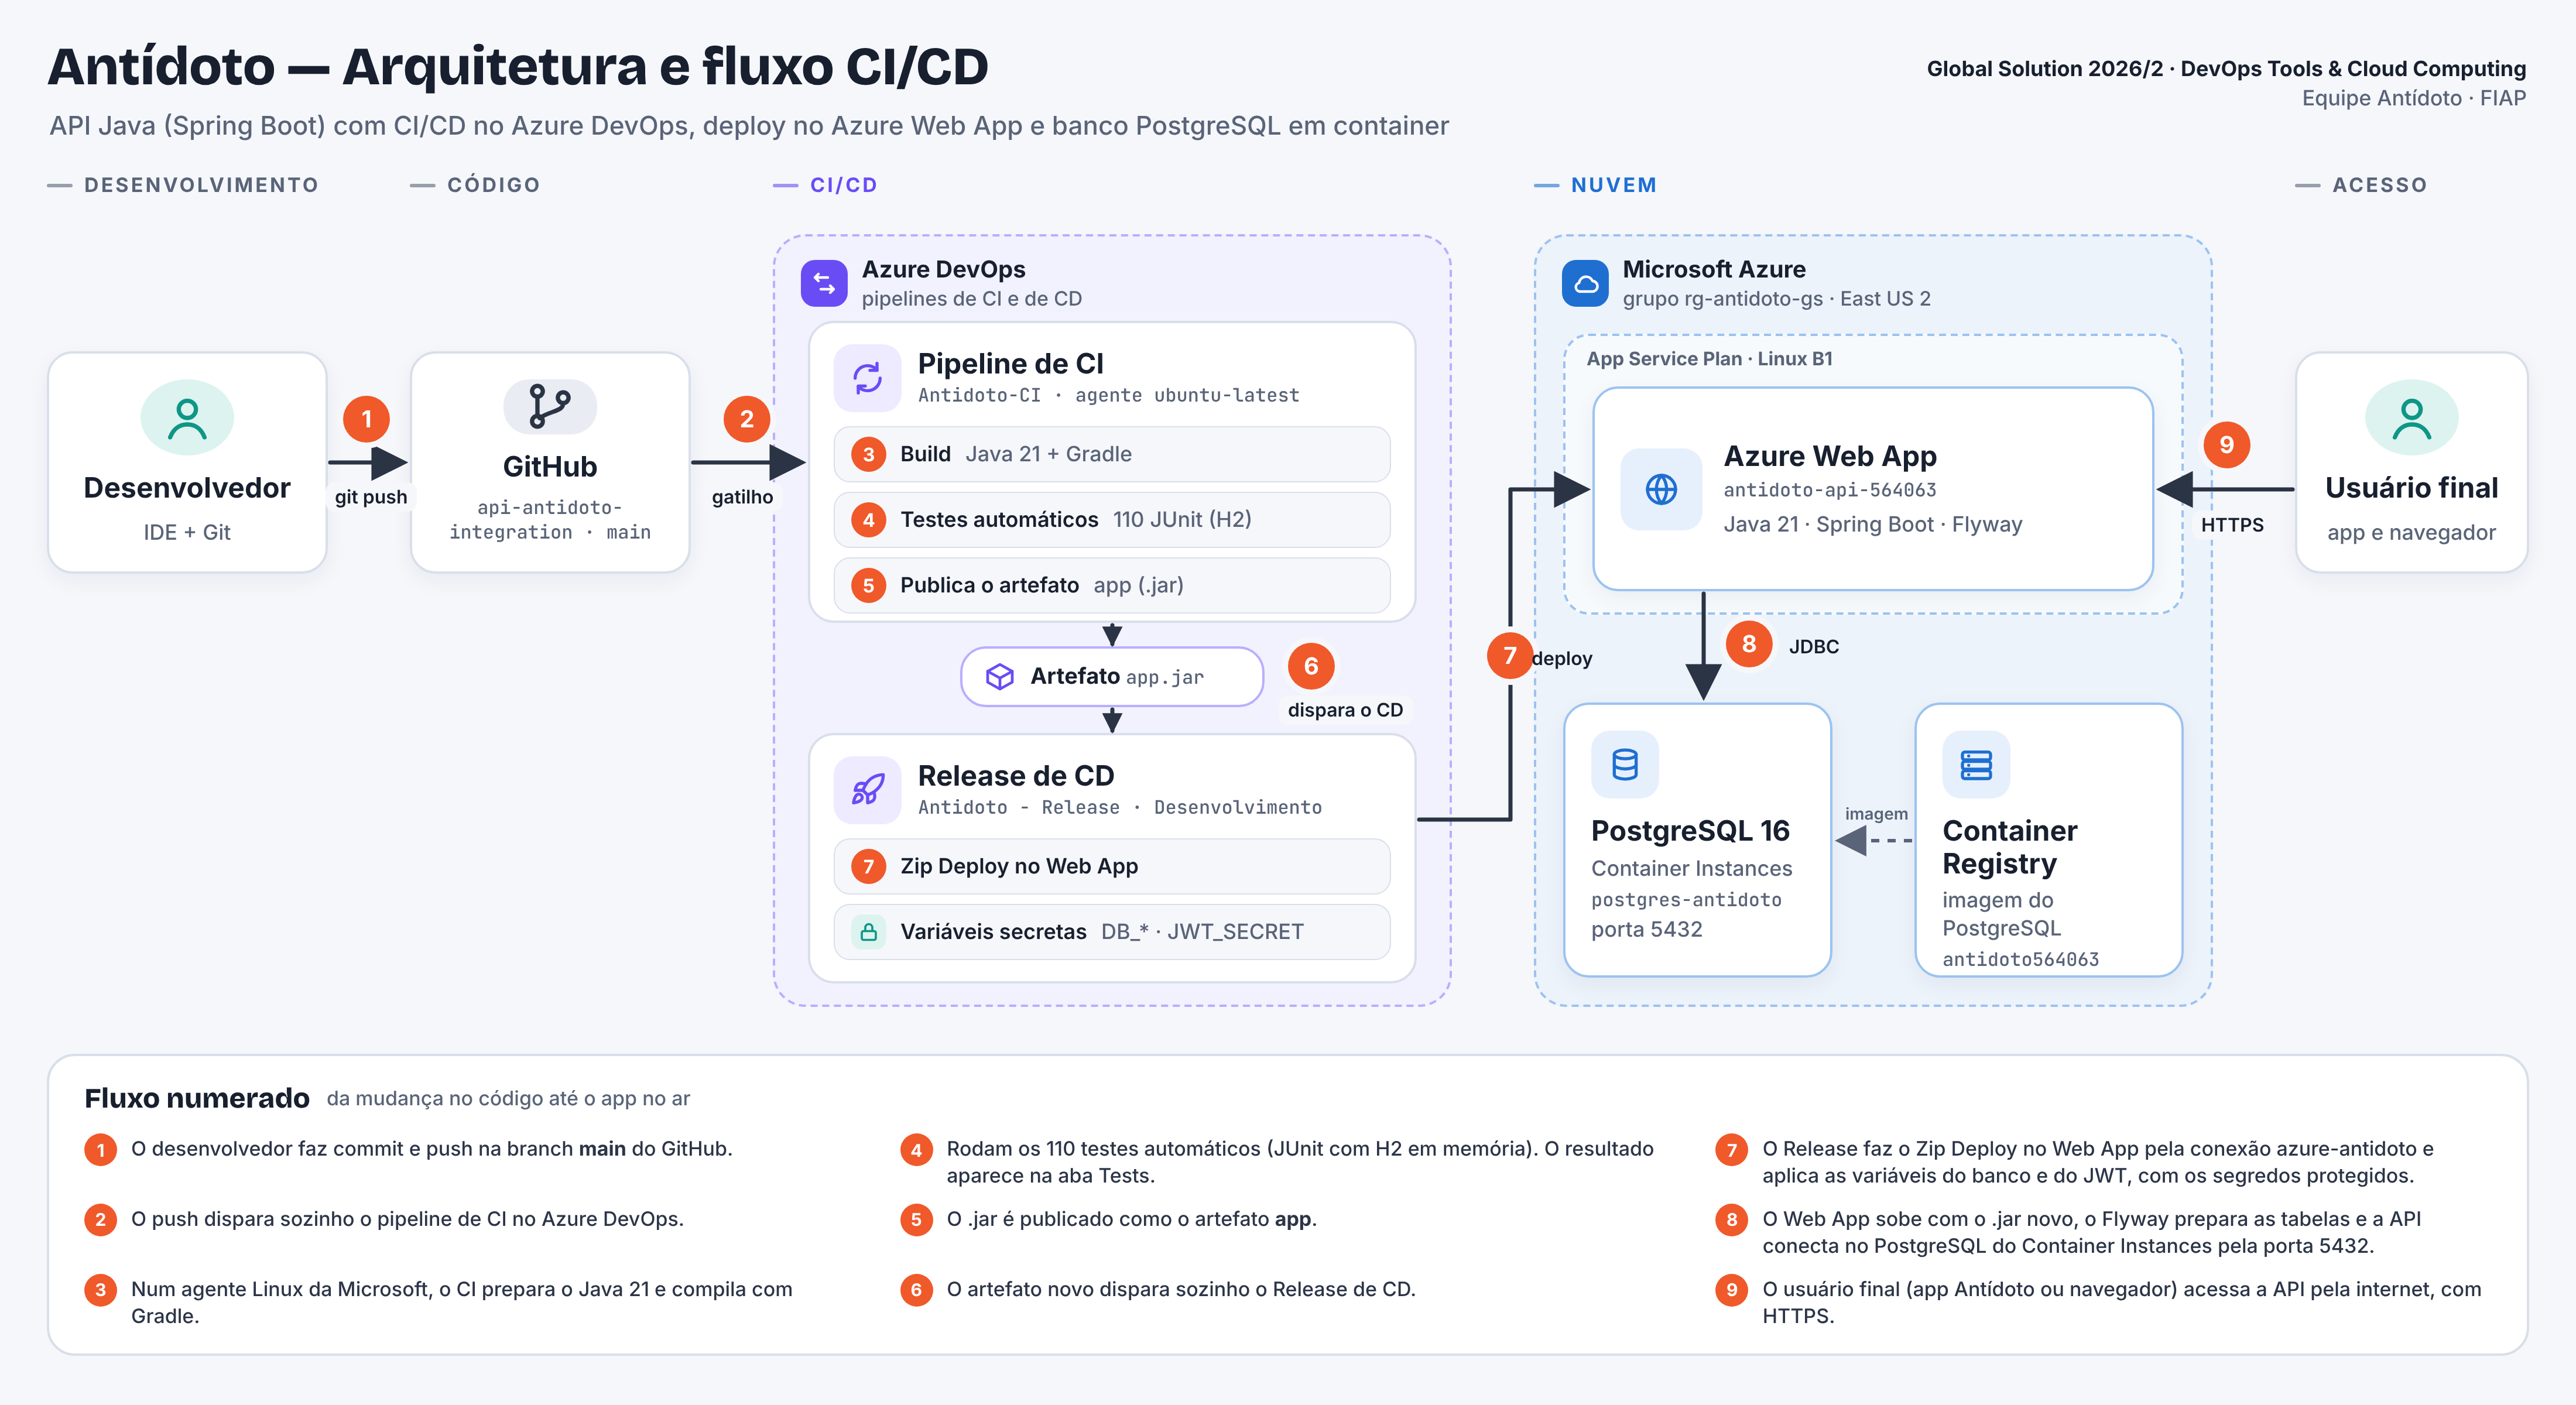 Antídoto — Arquitetura e fluxo CI/CD
API Java (Spring Boot) com CI/CD no Azure DevOps, deploy no Azure Web App e banco PostgreSQL em container
Global Solution 2026/2 · DevOps Tools & Cloud Computing
Equipe Antídoto · FIAP
DESENVOLVIMENTO
CÓDIGO
CI/CD
NUVEM
ACESSO
Desenvolvedor
IDE + Git
1
git push
GitHub
api-antidoto-
integration · main
2
gatilho
Azure DevOps
pipelines de CI e de CD
Pipeline de CI
Antidoto-CI · agente ubuntu-latest
3 Build Java 21 + Gradle
4 Testes automáticos 110 JUnit (H2)
5 Publica o artefato app (.jar)
Artefato app.jar
6
dispara o CD
Release de CD
Antidoto - Release · Desenvolvimento
7 Zip Deploy no Web App
Variáveis secretas DB_* · JWT_SECRET
7 deploy
Microsoft Azure
grupo rg-antidoto-gs · East US 2
App Service Plan · Linux B1
Azure Web App
antidoto-api-564063
Java 21 · Spring Boot · Flyway
8 JDBC
PostgreSQL 16
Container Instances
postgres-antidoto
porta 5432
imagem
Container
Registry
imagem do
PostgreSQL
antidoto564063
9
HTTPS
Usuário final
app e navegador
Fluxo numerado da mudança no código até o app no ar
1 O desenvolvedor faz commit e push na branch main do GitHub.
2 O push dispara sozinho o pipeline de CI no Azure DevOps.
3 Num agente Linux da Microsoft, o CI prepara o Java 21 e compila com
Gradle.
4 Rodam os 110 testes automáticos (JUnit com H2 em memória). O resultado
aparece na aba Tests.
5 O .jar é publicado como o artefato app.
6 O artefato novo dispara sozinho o Release de CD.
7 O Release faz o Zip Deploy no Web App pela conexão azure-antidoto e
aplica as variáveis do banco e do JWT, com os segredos protegidos.
8 O Web App sobe com o .jar novo, o Flyway prepara as tabelas e a API
conecta no PostgreSQL do Container Instances pela porta 5432.
9 O usuário final (app Antídoto ou navegador) acessa a API pela internet, com
HTTPS.